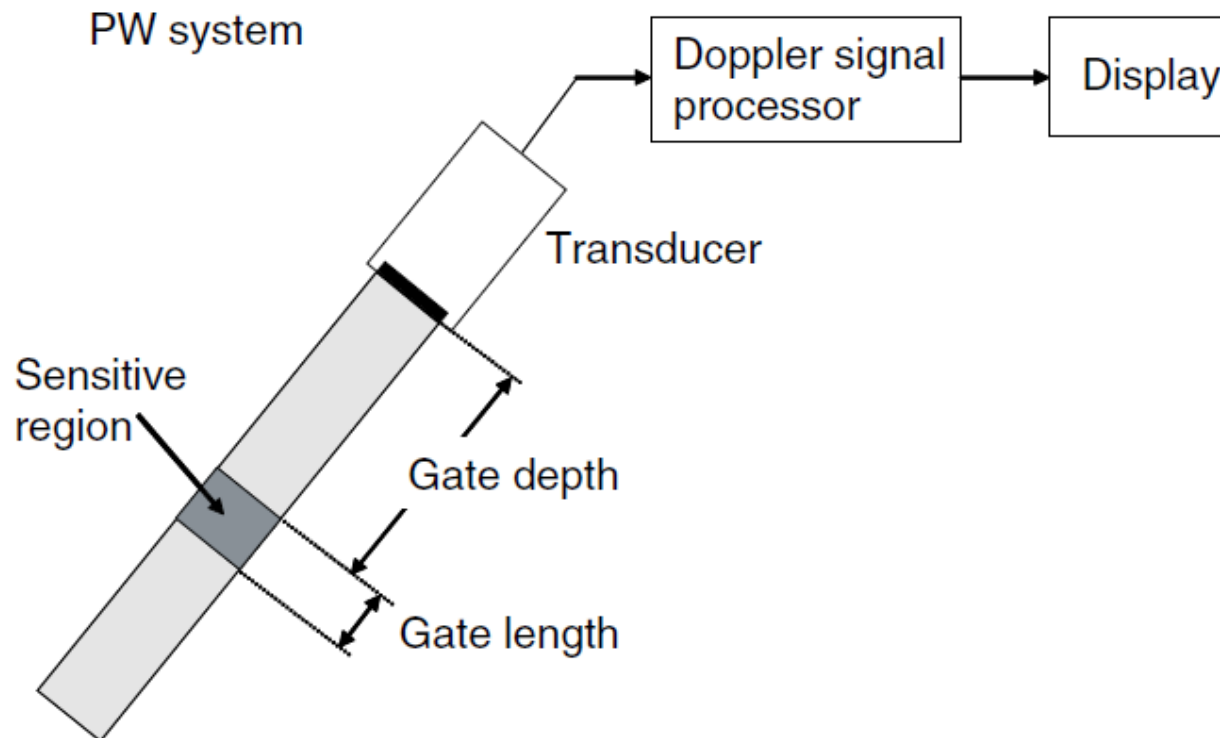 PW system
Doppler signal
processor
Display
Transducer
Sensitive
region
Gate depth
Gate length